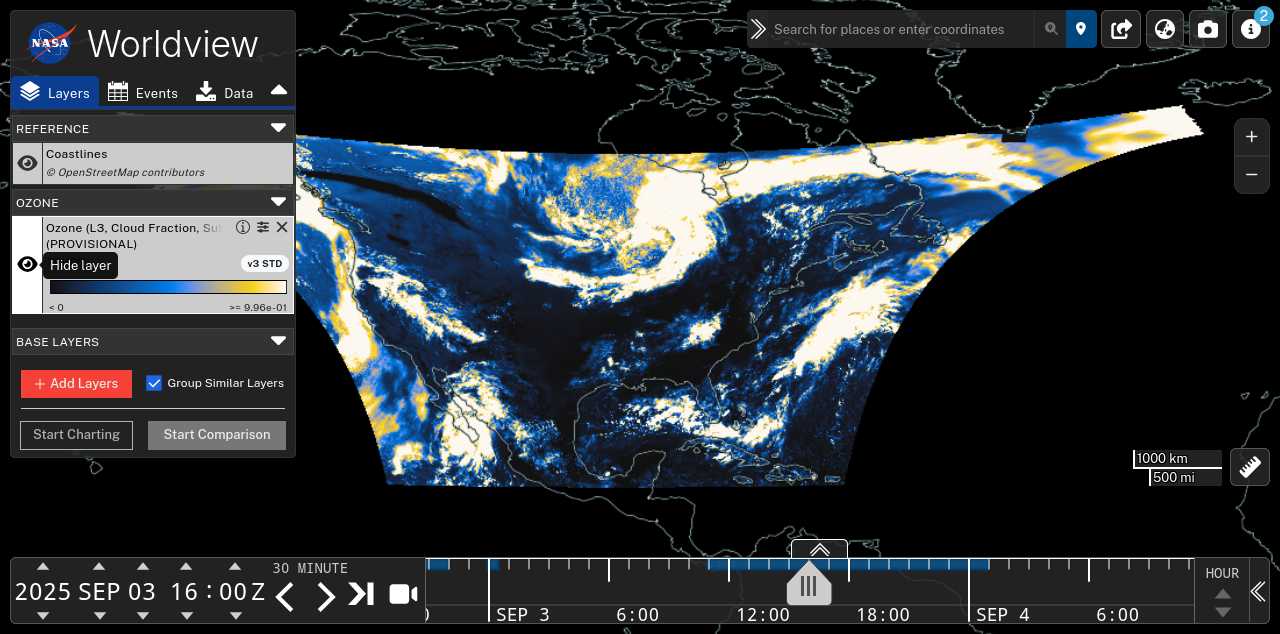 NASA
Worldview
Layers
Events
Data
REFERENCE
Coastlines
© OpenStreetMap contributors
OZONE
Ozone (L3, Cloud Fraction, Su
(PROVISIONAL)
Hide layer
v3 STD
< 0
>= 9.96e-01
BASE LAYERS
+ Add Layers
Group Similar Layers
Start Charting
Start Comparison
Search for places or enter coordinates
2
+
−
1000 km
500 mi
2025 SEP 03 16 : 00 Z
30 MINUTE
SEP 3
6:00
12:00
18:00
SEP 4
6:00
HOUR